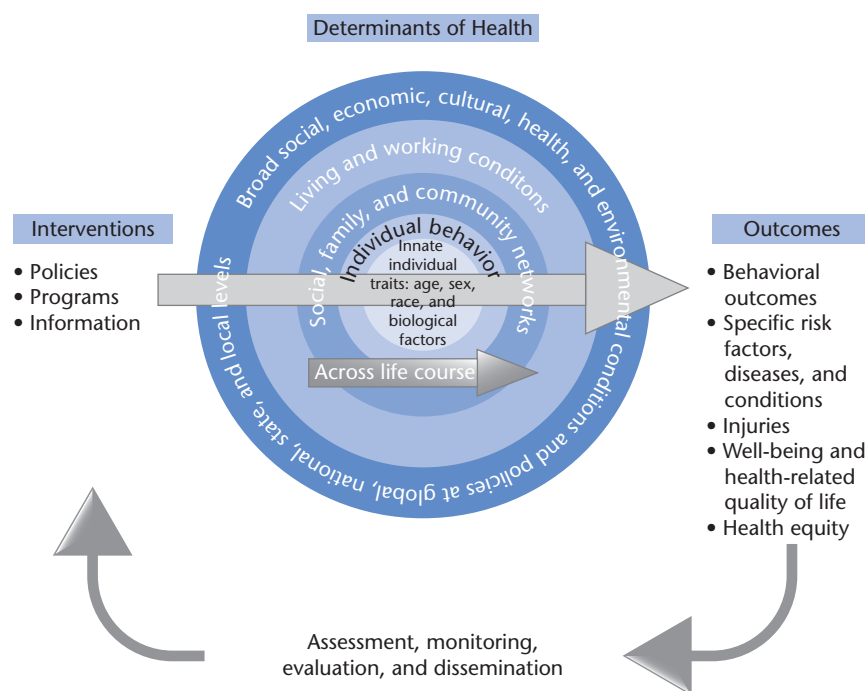 Determinants of Health
Broad social, economic, cultural, health, and environmental conditions and policies at global, national, state, and local levels
Living and working conditons
Social, family, and community networks
Individual behavior
Innate
individual
traits: age, sex,
race, and
biological
factors
Across life course
Interventions
• Policies
• Programs
• Information
Outcomes
• Behavioral
outcomes
• Specific risk
factors,
diseases, and
conditions
• Injuries
• Well-being and
health-related
quality of life
• Health equity
Assessment, monitoring,
evaluation, and dissemination